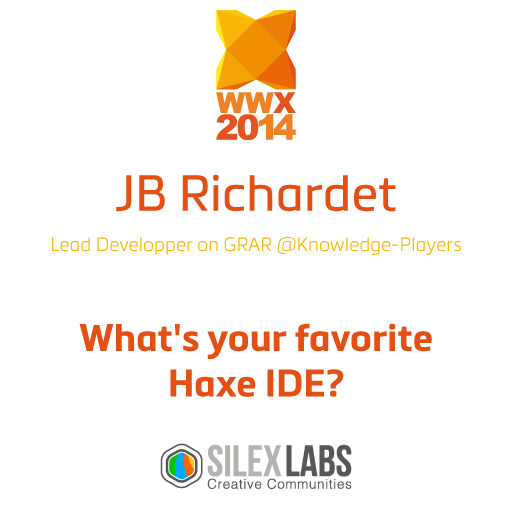 WWX
2014
JB Richardet
Lead Developper on GRAR @Knowledge-Players
What's your favorite
Haxe IDE?
SILEX LABS
Creative Communities